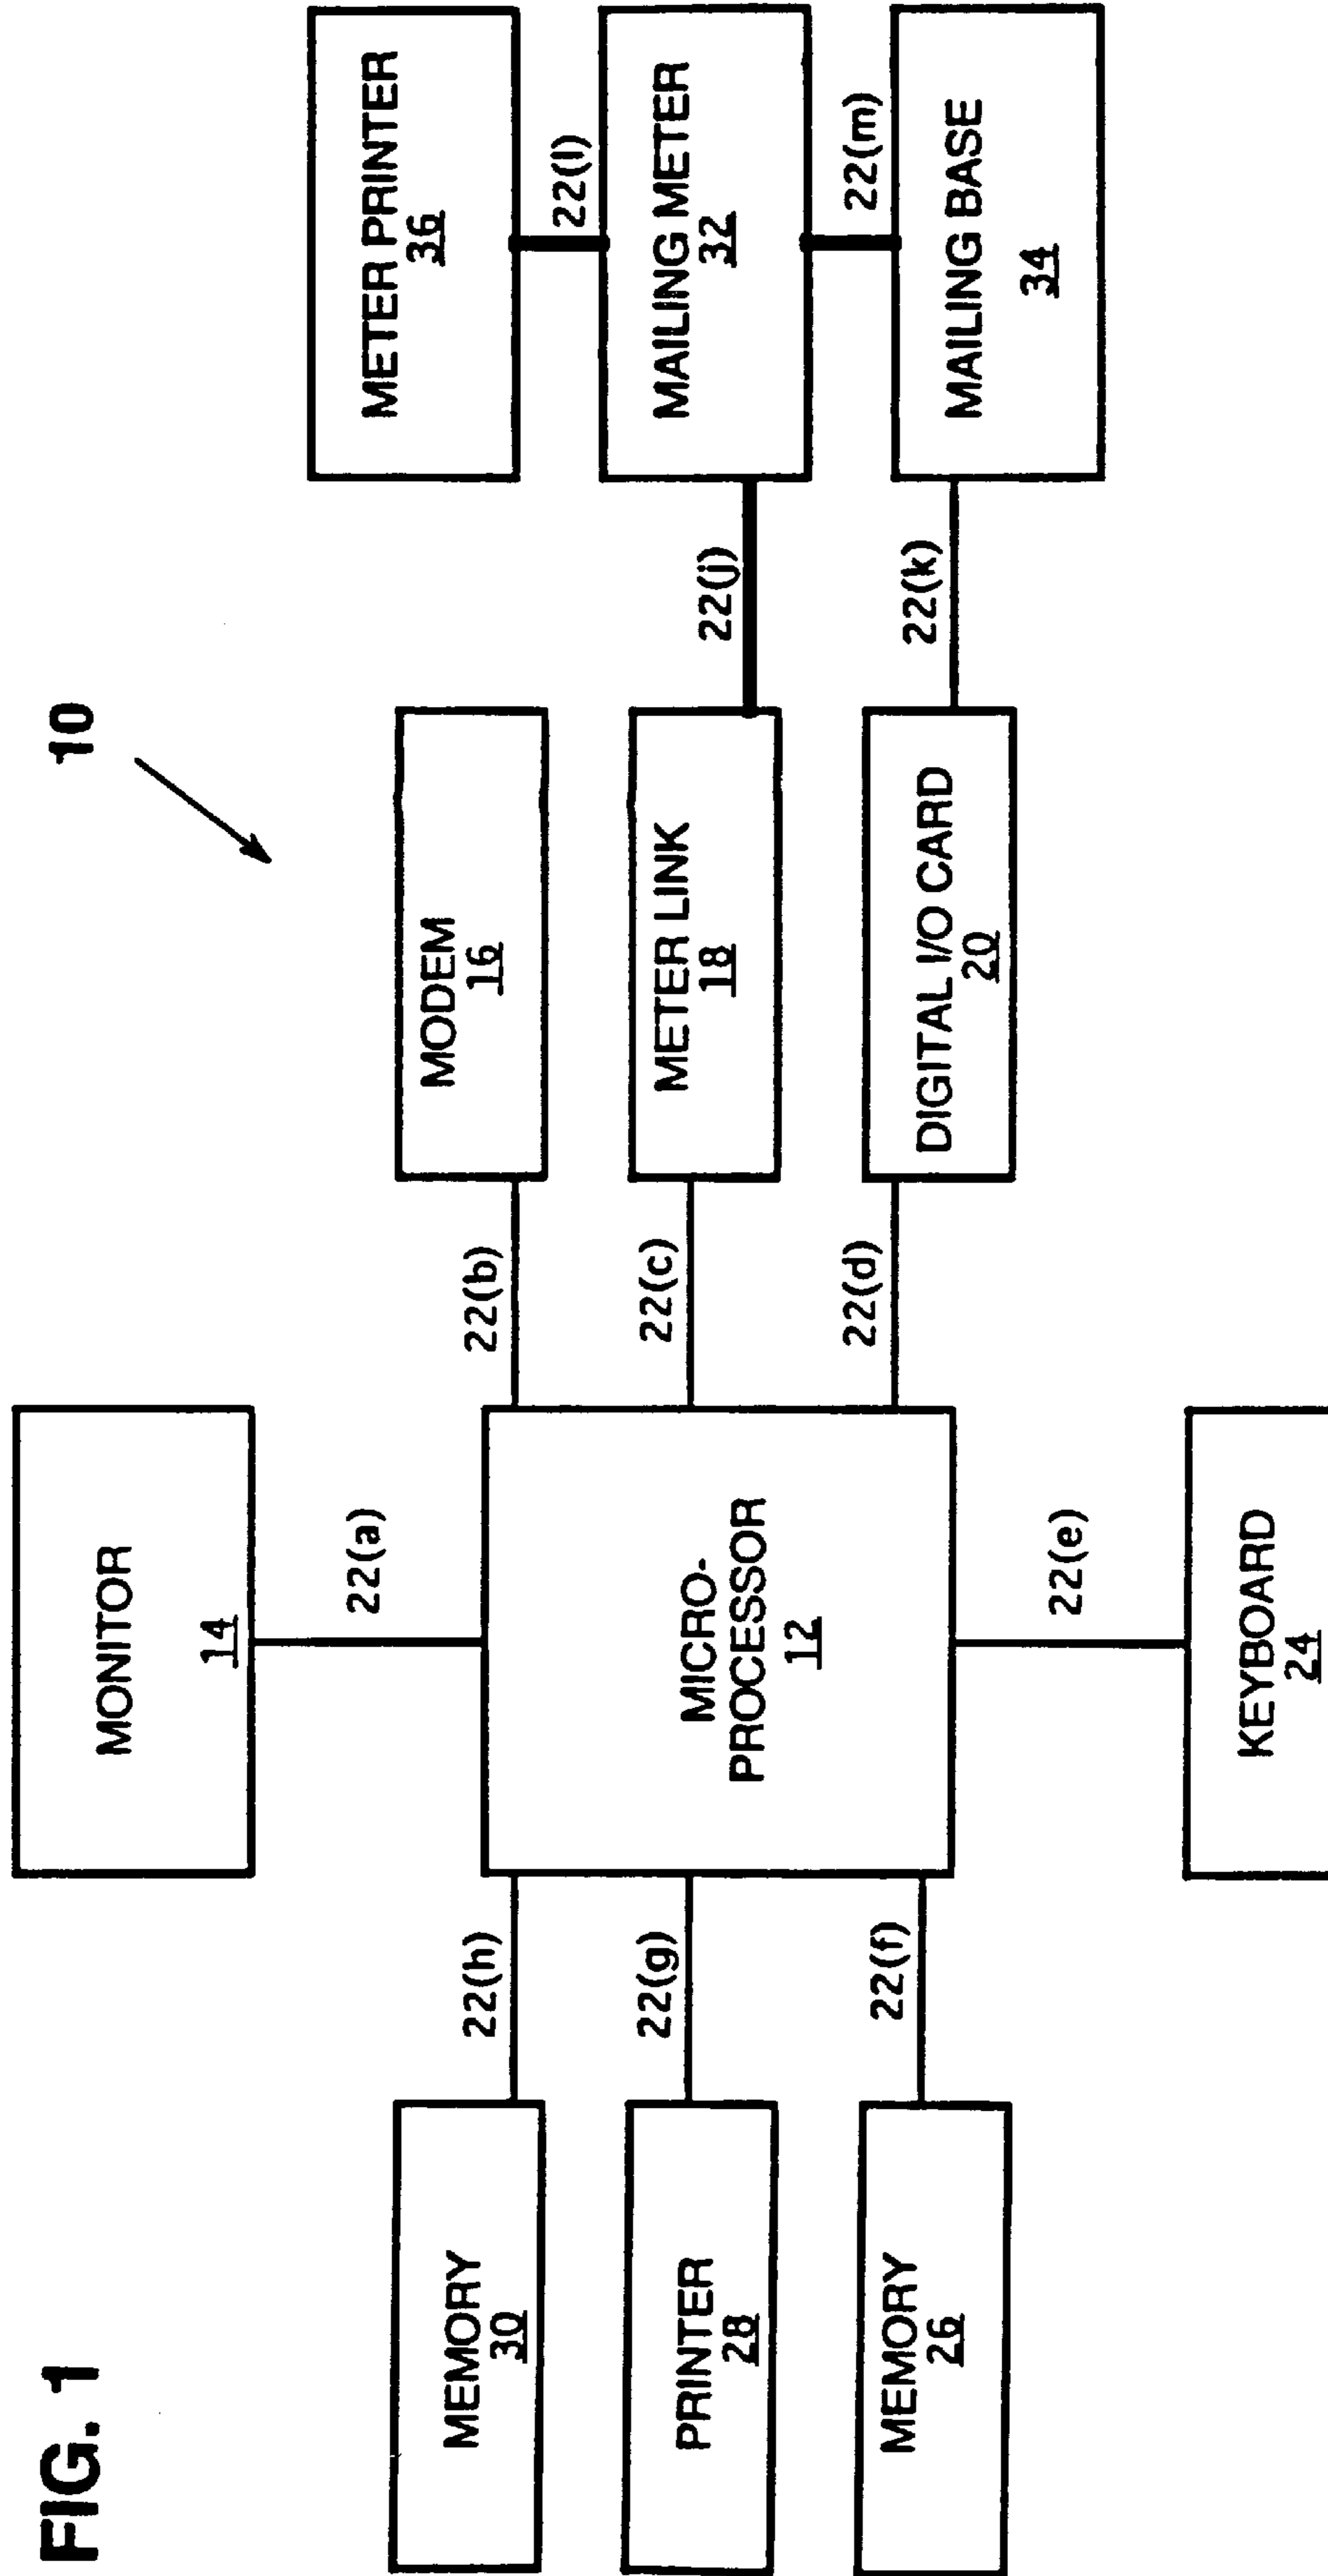 FIG. 1
10
MONITOR
14
22(a)
MEMORY
30
22(h)
PRINTER
28
22(g)
MEMORY
26
22(f)
MICRO-
PROCESSOR
12
22(e)
KEYBOARD
24
22(b)
MODEM
16
22(c)
METER LINK
18
22(d)
DIGITAL I/O CARD
20
22(j)
22(k)
METER PRINTER
36
22(l)
MAILING METER
32
22(m)
MAILING BASE
34